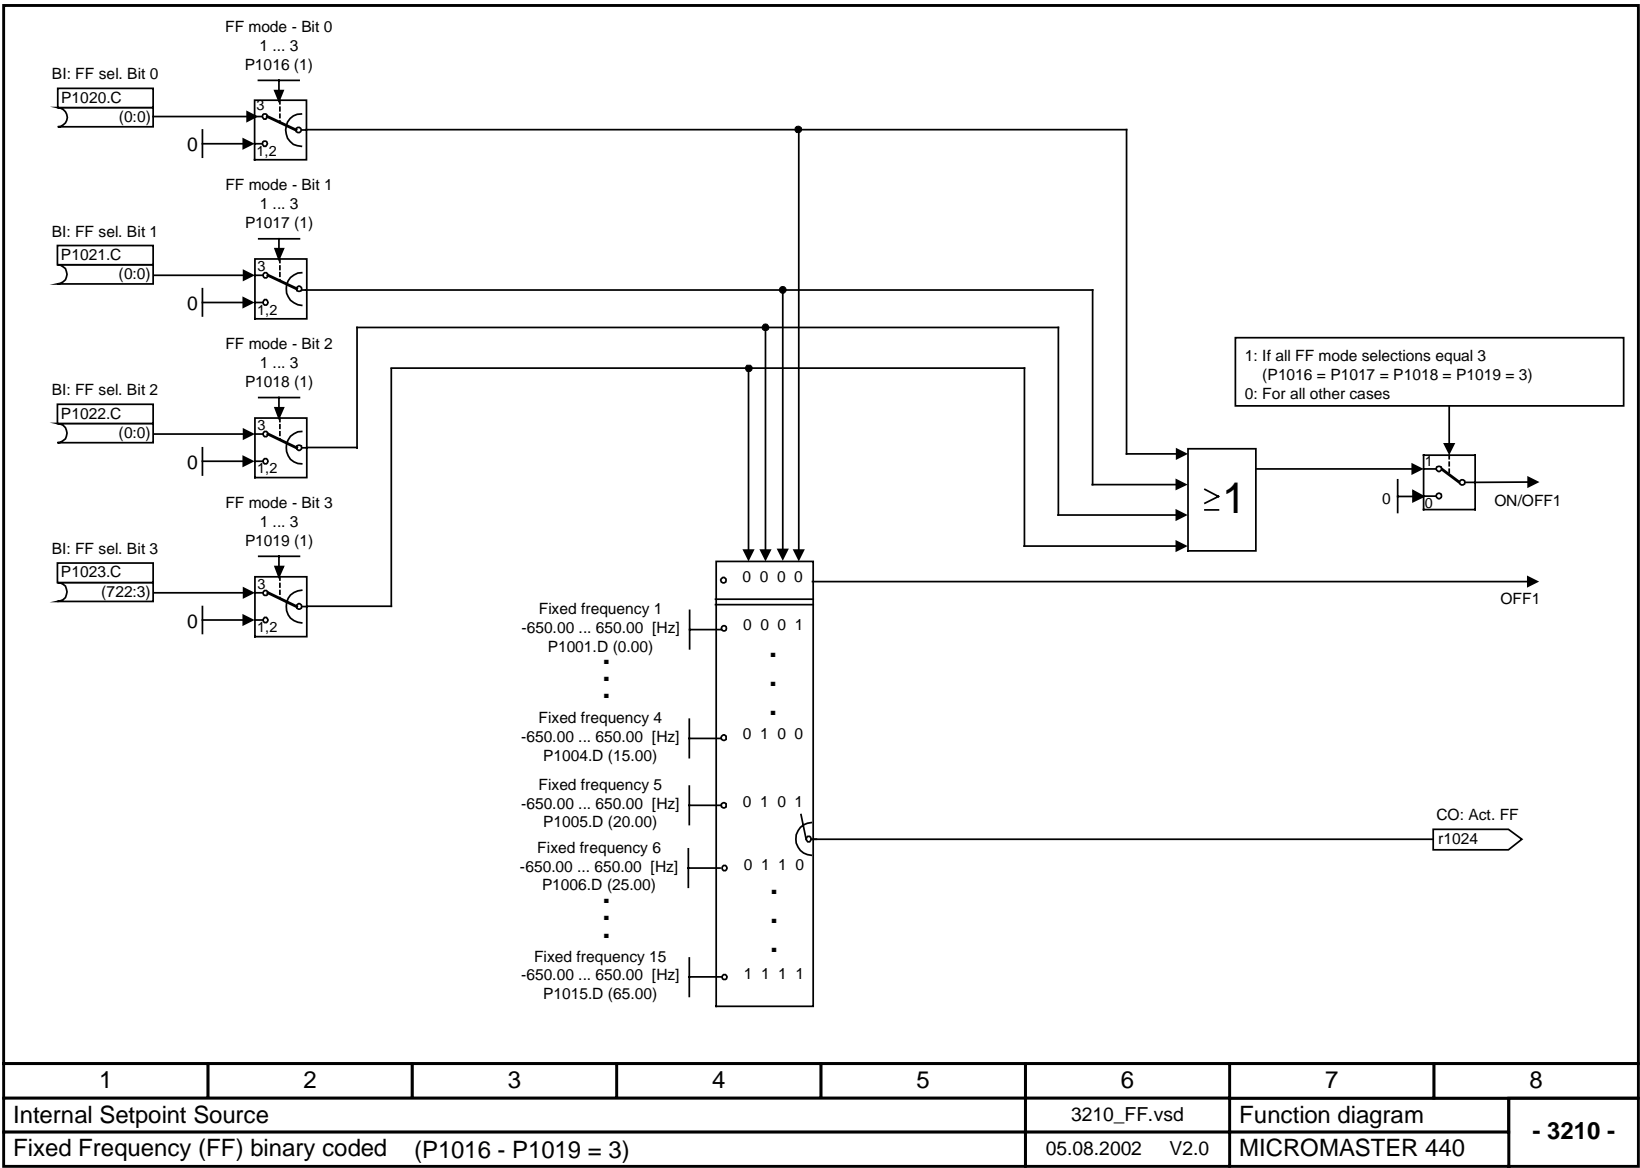 FF mode - Bit 0
1 ... 3
P1016 (1)
BI: FF sel. Bit 0
P1020.C
(0:0)
3
0
1,2
FF mode - Bit 1
1 ... 3
P1017 (1)
BI: FF sel. Bit 1
P1021.C
(0:0)
3
0
1,2
FF mode - Bit 2
1 ... 3
P1018 (1)
BI: FF sel. Bit 2
P1022.C
(0:0)
3
0
1,2
FF mode - Bit 3
1 ... 3
P1019 (1)
BI: FF sel. Bit 3
P1023.C
(722:3)
3
0
1,2
1: If all FF mode selections equal 3
(P1016 = P1017 = P1018 = P1019 = 3)
0: For all other cases
≥1
1
0
0
ON/OFF1
0 0 0 0
OFF1
Fixed frequency 1
-650.00 ... 650.00 [Hz]
P1001.D (0.00)
0 0 0 1
Fixed frequency 4
-650.00 ... 650.00 [Hz]
P1004.D (15.00)
0 1 0 0
Fixed frequency 5
-650.00 ... 650.00 [Hz]
P1005.D (20.00)
0 1 0 1
Fixed frequency 6
-650.00 ... 650.00 [Hz]
P1006.D (25.00)
0 1 1 0
Fixed frequency 15
-650.00 ... 650.00 [Hz]
P1015.D (65.00)
1 1 1 1
CO: Act. FF
r1024
1 2 3 4 5 6 7 8
Internal Setpoint Source
3210_FF.vsd
Function diagram
- 3210 -
Fixed Frequency (FF) binary coded (P1016 - P1019 = 3)
05.08.2002 V2.0
MICROMASTER 440